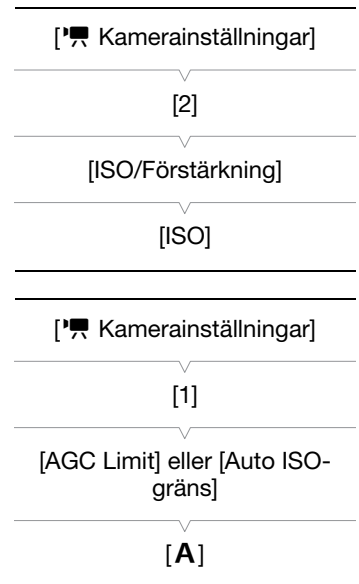 [ Kamerainställningar]
[2]
[ISO/Förstärkning]
[ISO]
[ Kamerainställningar]
[1]
[AGC Limit] eller [Auto ISO-
gräns]
[A]